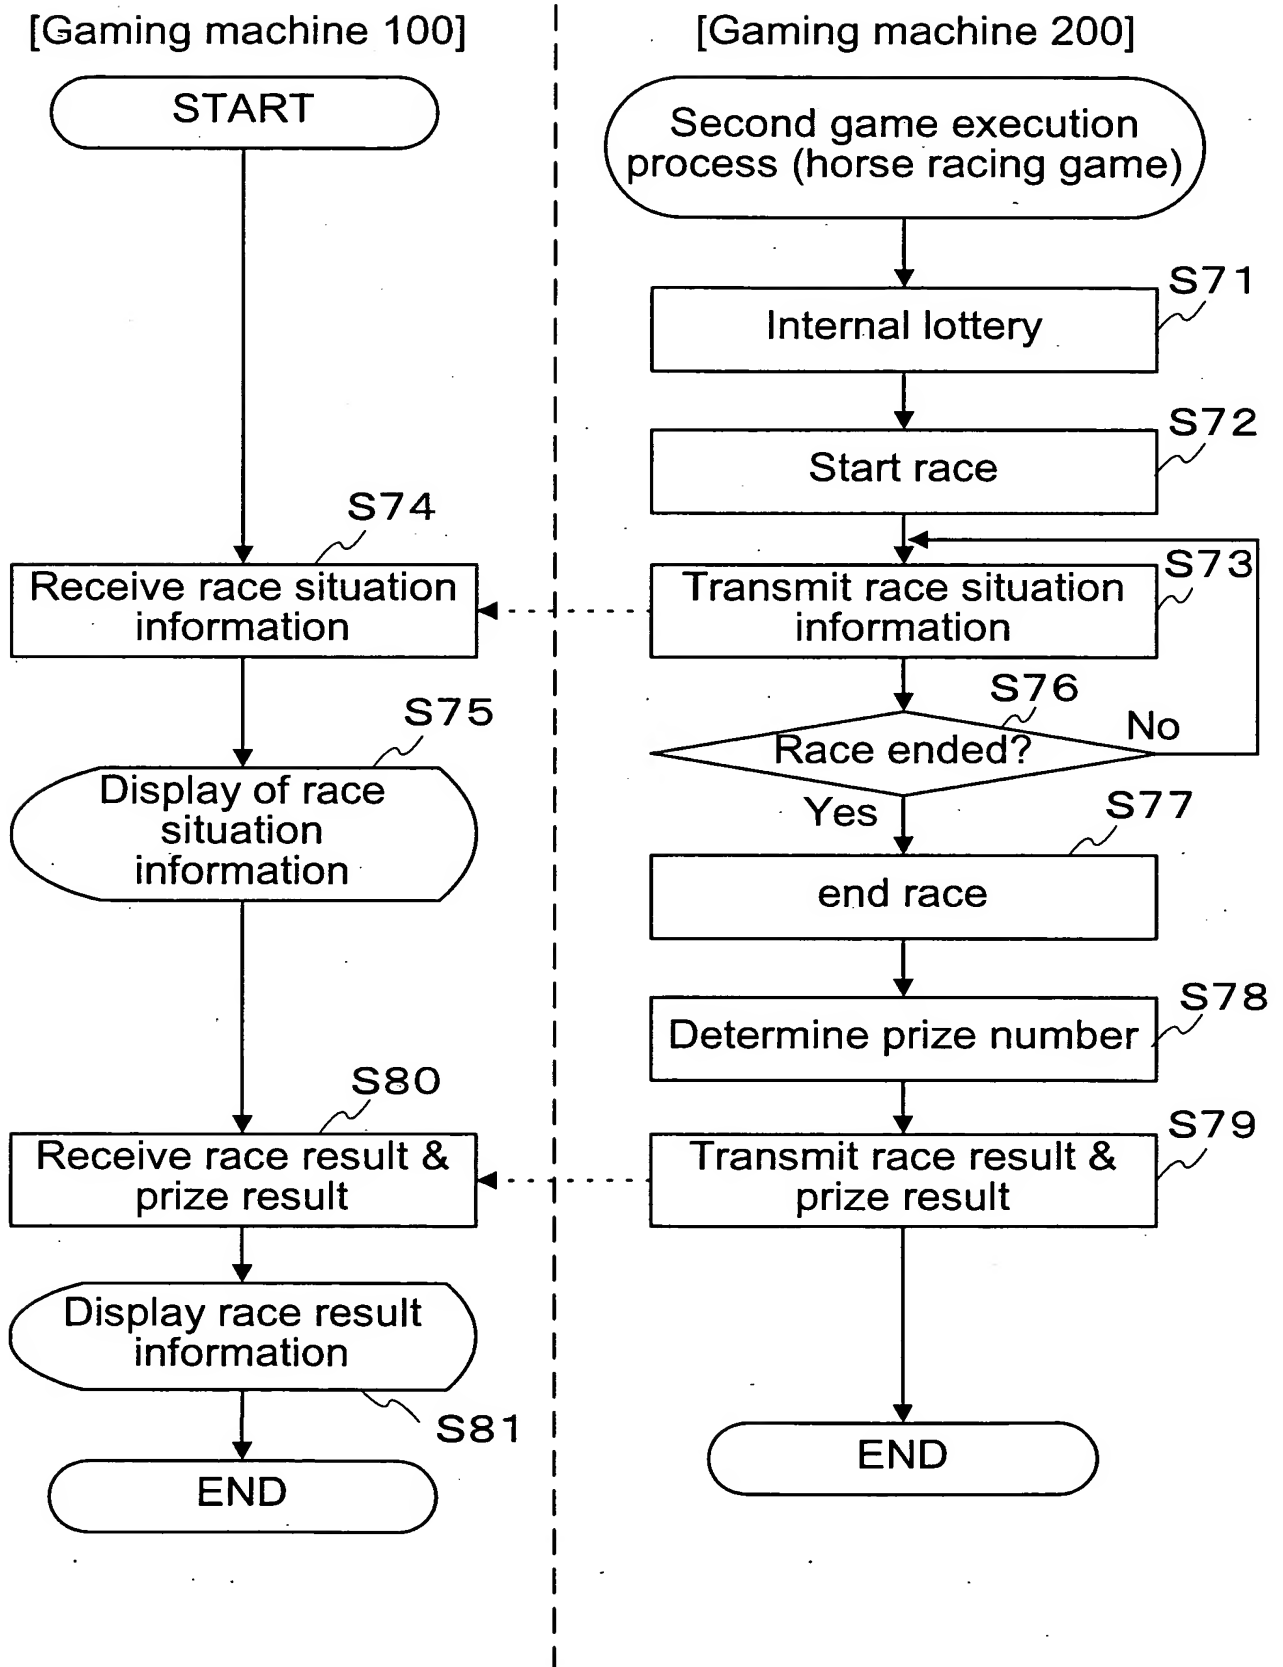 [Gaming machine 100]
START
S74
Receive race situation
information
S75
Display of race
situation
information
S80
Receive race result &
prize result
Display race result
information
S81
END
[Gaming machine 200]
Second game execution
process (horse racing game)
S71
Internal lottery
S72
Start race
S73
Transmit race situation
information
S76
Race ended?
No
Yes
S77
end race
S78
Determine prize number
S79
Transmit race result &
prize result
END